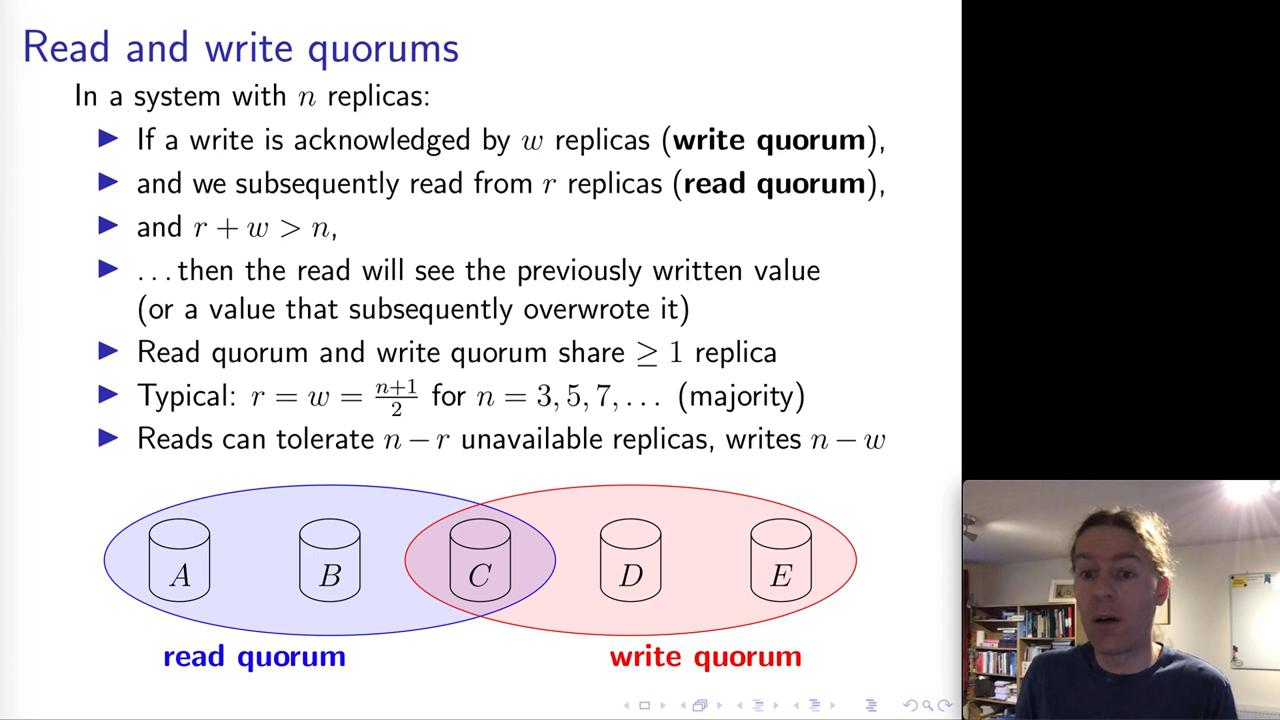 Read and write quorums
In a system with n replicas:
▶ If a write is acknowledged by w replicas (write quorum),
▶ and we subsequently read from r replicas (read quorum),
▶ and r + w > n,
▶ ...then the read will see the previously written value
(or a value that subsequently overwrote it)
▶ Read quorum and write quorum share ≥ 1 replica
▶ Typical: r = w = (n+1)/2 for n = 3, 5, 7, ... (majority)
▶ Reads can tolerate n − r unavailable replicas, writes n − w
A B C D E
read quorum write quorum